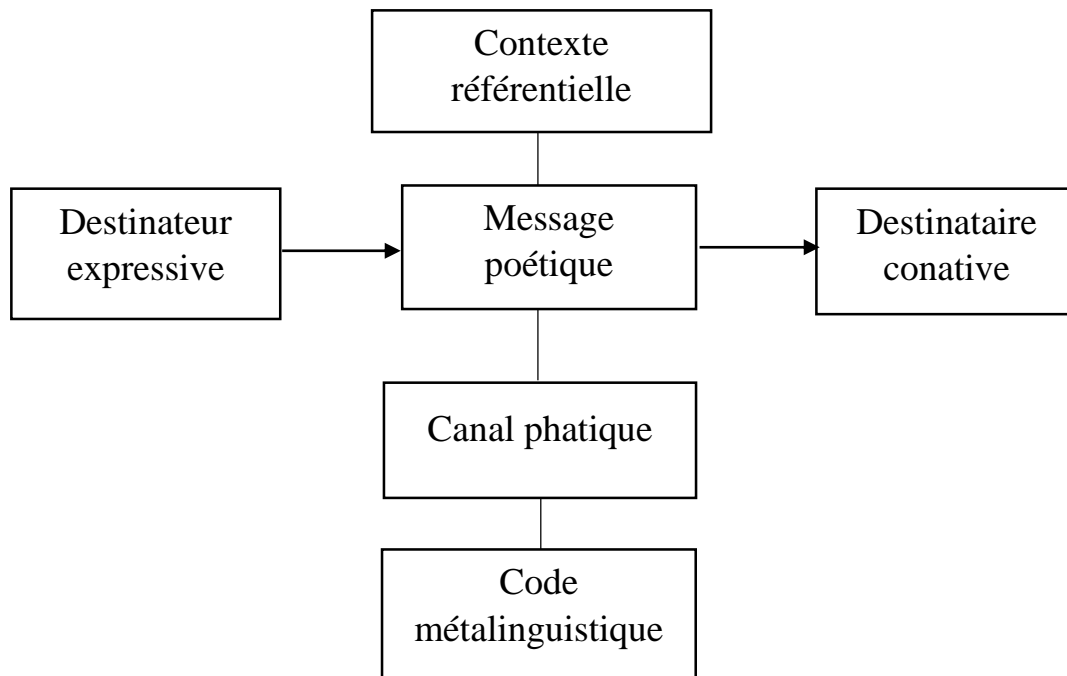 Contexte
référentielle
Destinateur
expressive
Message
poétique
Destinataire
conative
Canal phatique
Code
métalinguistique